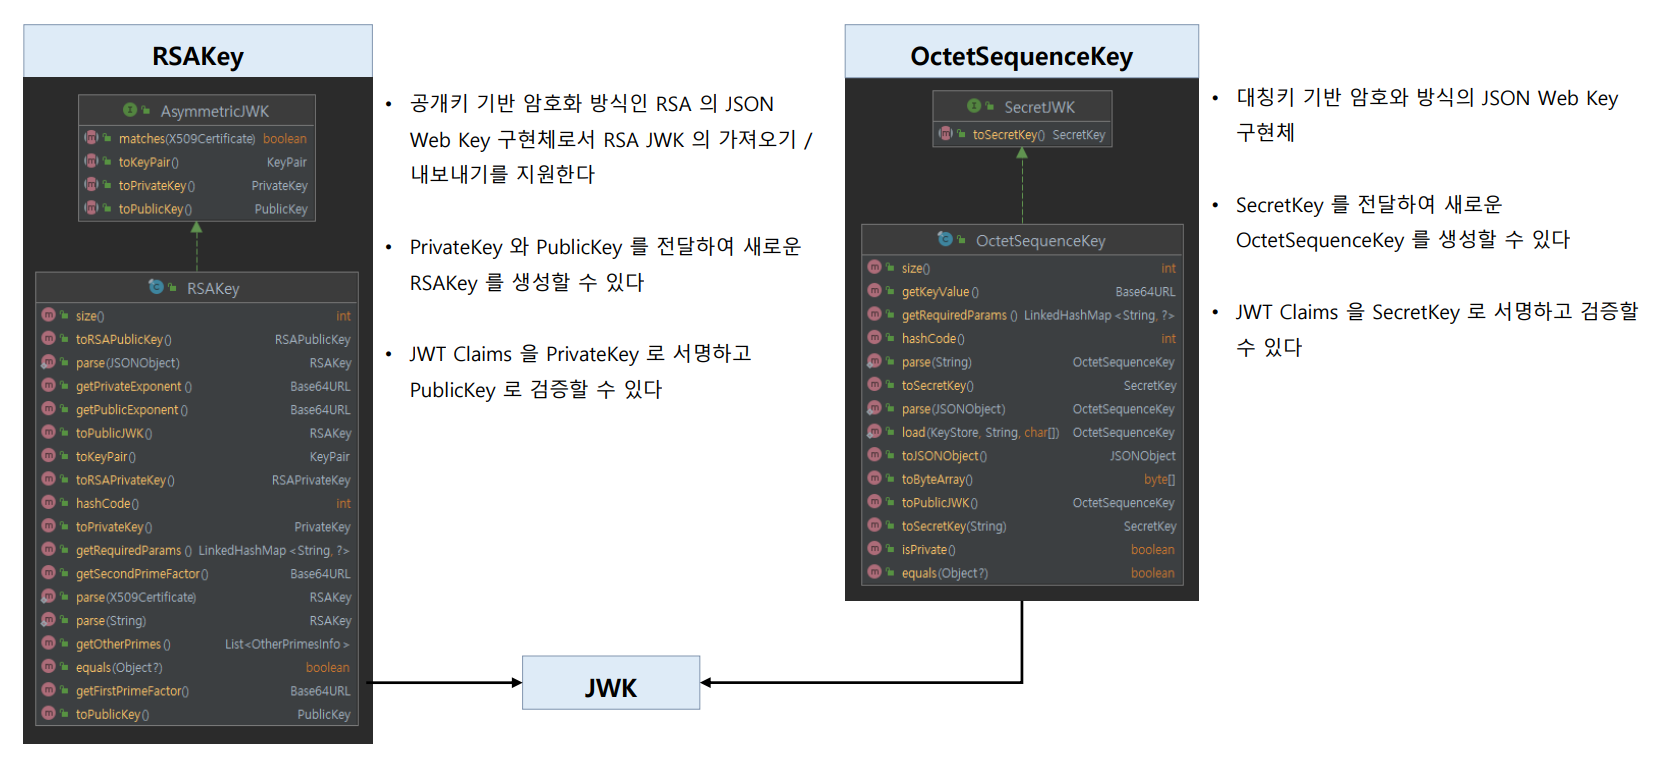 RSAKey
AsymmetricJWK
matches(X509Certificate) boolean
toKeyPair() KeyPair
toPrivateKey() PrivateKey
toPublicKey() PublicKey
RSAKey
size() int
toRSAPublicKey() RSAPublicKey
parse(JSONObject) RSAKey
getPrivateExponent () Base64URL
getPublicExponent () Base64URL
toPublicJWK() RSAKey
toKeyPair() KeyPair
toRSAPrivateKey() RSAPrivateKey
hashCode() int
toPrivateKey() PrivateKey
getRequiredParams () LinkedHashMap <String, ?>
getSecondPrimeFactor() Base64URL
parse(X509Certificate) RSAKey
parse(String) RSAKey
getOtherPrimes () List<OtherPrimesInfo >
equals(Object?) boolean
getFirstPrimeFactor() Base64URL
toPublicKey() PublicKey
• 공개키 기반 암호화 방식인 RSA 의 JSON
Web Key 구현체로서 RSA JWK 의 가져오기 /
내보내기를 지원한다
• PrivateKey 와 PublicKey 를 전달하여 새로운
RSAKey 를 생성할 수 있다
• JWT Claims 을 PrivateKey 로 서명하고
PublicKey 로 검증할 수 있다
JWK
OctetSequenceKey
SecretJWK
toSecretKey() SecretKey
OctetSequenceKey
size() int
getKeyValue () Base64URL
getRequiredParams () LinkedHashMap <String, ?>
hashCode() int
parse(String) OctetSequenceKey
toSecretKey() SecretKey
parse(JSONObject) OctetSequenceKey
load(KeyStore, String, char[]) OctetSequenceKey
toJSONObject() JSONObject
toByteArray() byte[]
toPublicJWK() OctetSequenceKey
toSecretKey(String) SecretKey
isPrivate() boolean
equals(Object?) boolean
• 대칭키 기반 암호와 방식의 JSON Web Key
구현체
• SecretKey 를 전달하여 새로운
OctetSequenceKey 를 생성할 수 있다
• JWT Claims 을 SecretKey 로 서명하고 검증할
수 있다